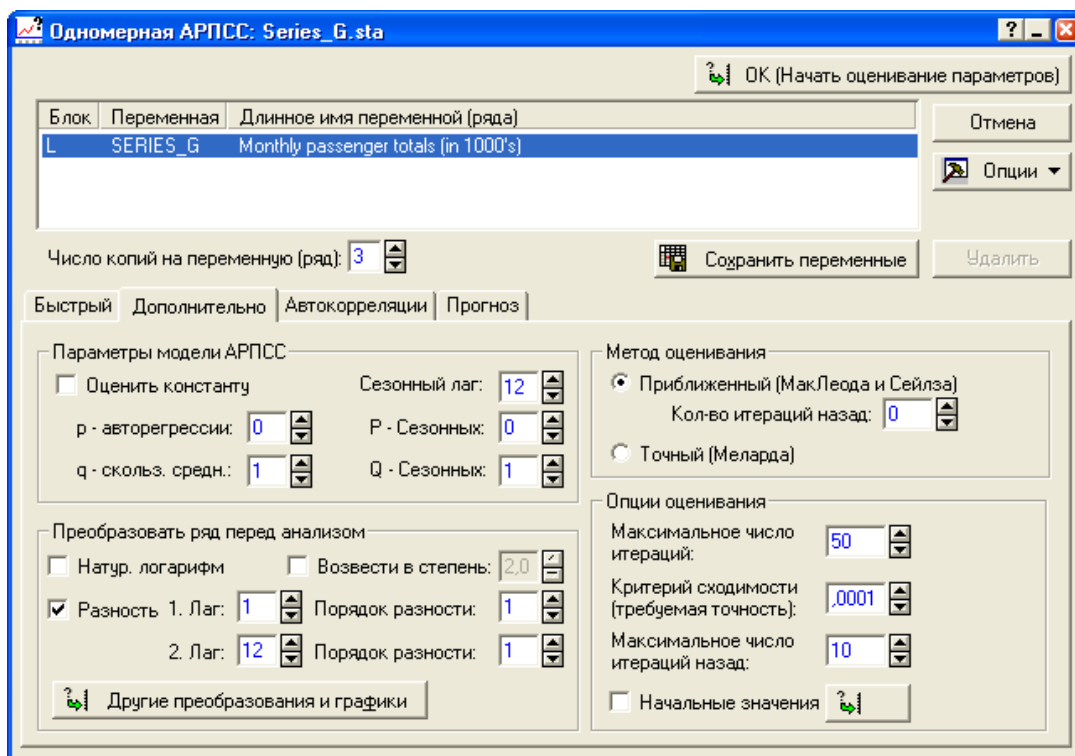 Одномерная АРПСС: Series_G.sta
OK (Начать оценивание параметров)
Блок Переменная Длинное имя переменной (ряда)
L SERIES_G Monthly passenger totals (in 1000's)
Отмена
Опции
Число копий на переменную (ряд): 3
Сохранить переменные
Удалить
Быстрый Дополнительно Автокорреляции Прогноз
Параметры модели АРПСС
Оценить константу Сезонный лаг: 12
p - авторегрессии: 0 P - Сезонных: 0
q - скольз. средн.: 1 Q - Сезонных: 1
Преобразовать ряд перед анализом
Натур. логарифм Возвести в степень: 2,0
Разность 1. Лаг: 1 Порядок разности: 1
2. Лаг: 12 Порядок разности: 1
Другие преобразования и графики
Метод оценивания
Приближенный (МакЛеода и Сейлза)
Кол-во итераций назад: 0
Точный (Меларда)
Опции оценивания
Максимальное число
итераций: 50
Критерий сходимости
(требуемая точность): ,0001
Максимальное число
итераций назад: 10
Начальные значения